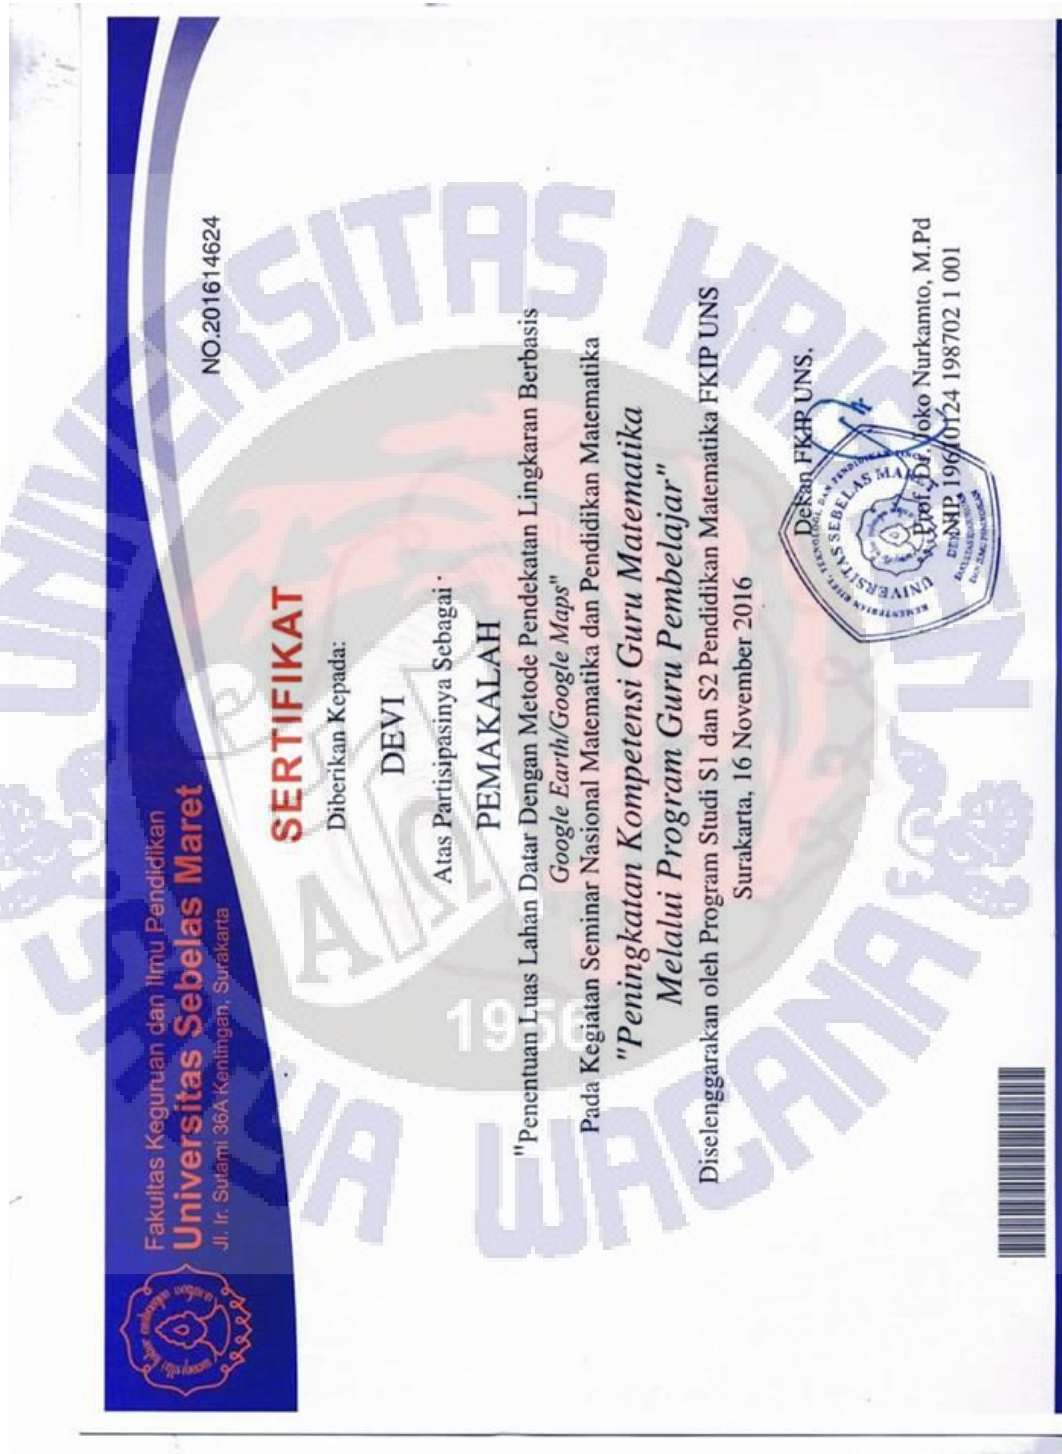 Fakultas Keguruan dan Ilmu Pendidikan
Universitas Sebelas Maret
Jl. Ir. Sutami 36A Kentingan, Surakarta
NO.201614624
SERTIFIKAT
Diberikan Kepada:
DEVI
Atas Partisipasinya Sebagai
PEMAKALAH
"Penentuan Luas Lahan Datar Dengan Metode Pendekatan Lingkaran Berbasis
Google Earth/Google Maps"
Pada Kegiatan Seminar Nasional Matematika dan Pendidikan Matematika
"Peningkatan Kompetensi Guru Matematika
Melalui Program Guru Pembelajar"
Diselenggarakan oleh Program Studi S1 dan S2 Pendidikan Matematika FKIP UNS
Surakarta, 16 November 2016
Dekan FKIP UNS,
UNIVERSITAS SEBELAS MARET
Prof. Dr. Joko Nurkamto, M.Pd
NIP 19610124 198702 1 001
UNIVERSITAS KRISTEN
SATYA WACANA
1956